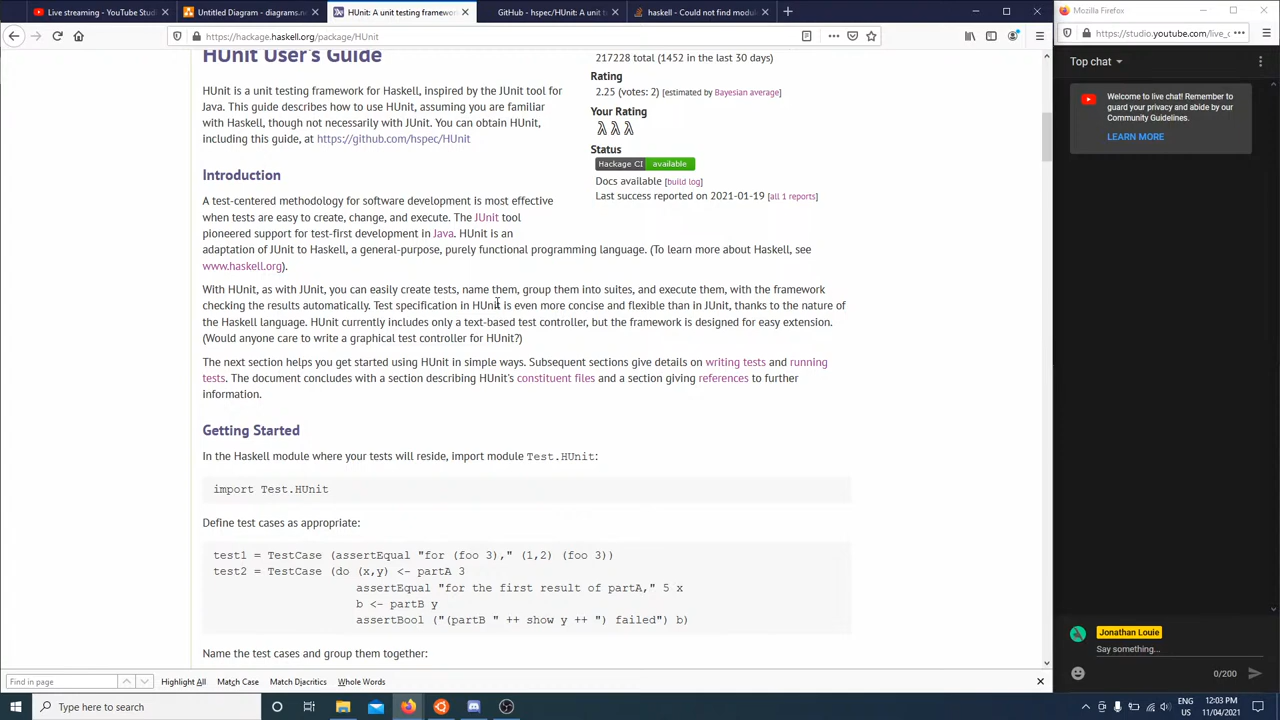 Live streaming - YouTube Studi
Untitled Diagram - diagrams.ne
HUnit: A unit testing framewor
GitHub - hspec/HUnit: A unit t
haskell - Could not find modul
Mozilla Firefox
https://hackage.haskell.org/package/HUnit
https://studio.youtube.com/live_c
HUnit User's Guide
217228 total (1452 in the last 30 days)
Rating
2.25 (votes: 2) [estimated by Bayesian average]
Your Rating
λ λ λ
Status
Hackage CI available
Docs available [build log]
Last success reported on 2021-01-19 [all 1 reports]
HUnit is a unit testing framework for Haskell, inspired by the JUnit tool for
Java. This guide describes how to use HUnit, assuming you are familiar
with Haskell, though not necessarily with JUnit. You can obtain HUnit,
including this guide, at https://github.com/hspec/HUnit
Introduction
A test-centered methodology for software development is most effective
when tests are easy to create, change, and execute. The JUnit tool
pioneered support for test-first development in Java. HUnit is an
adaptation of JUnit to Haskell, a general-purpose, purely functional programming language. (To learn more about Haskell, see
www.haskell.org).
With HUnit, as with JUnit, you can easily create tests, name them, group them into suites, and execute them, with the framework
checking the results automatically. Test specification in HUnit is even more concise and flexible than in JUnit, thanks to the nature of
the Haskell language. HUnit currently includes only a text-based test controller, but the framework is designed for easy extension.
(Would anyone care to write a graphical test controller for HUnit?)
The next section helps you get started using HUnit in simple ways. Subsequent sections give details on writing tests and running
tests. The document concludes with a section describing HUnit's constituent files and a section giving references to further
information.
Getting Started
In the Haskell module where your tests will reside, import module Test.HUnit:
import Test.HUnit
Define test cases as appropriate:
test1 = TestCase (assertEqual "for (foo 3)," (1,2) (foo 3))
test2 = TestCase (do (x,y) <- partA 3
assertEqual "for the first result of partA," 5 x
b <- partB y
assertBool ("(partB " ++ show y ++ ") failed") b)
Name the test cases and group them together:
Top chat
Welcome to live chat! Remember to
guard your privacy and abide by our
Community Guidelines.
LEARN MORE
Jonathan Louie
Say something...
0/200
Find in page
Highlight All
Match Case
Match Diacritics
Whole Words
Type here to search
ENG
US
12:03 PM
11/04/2021